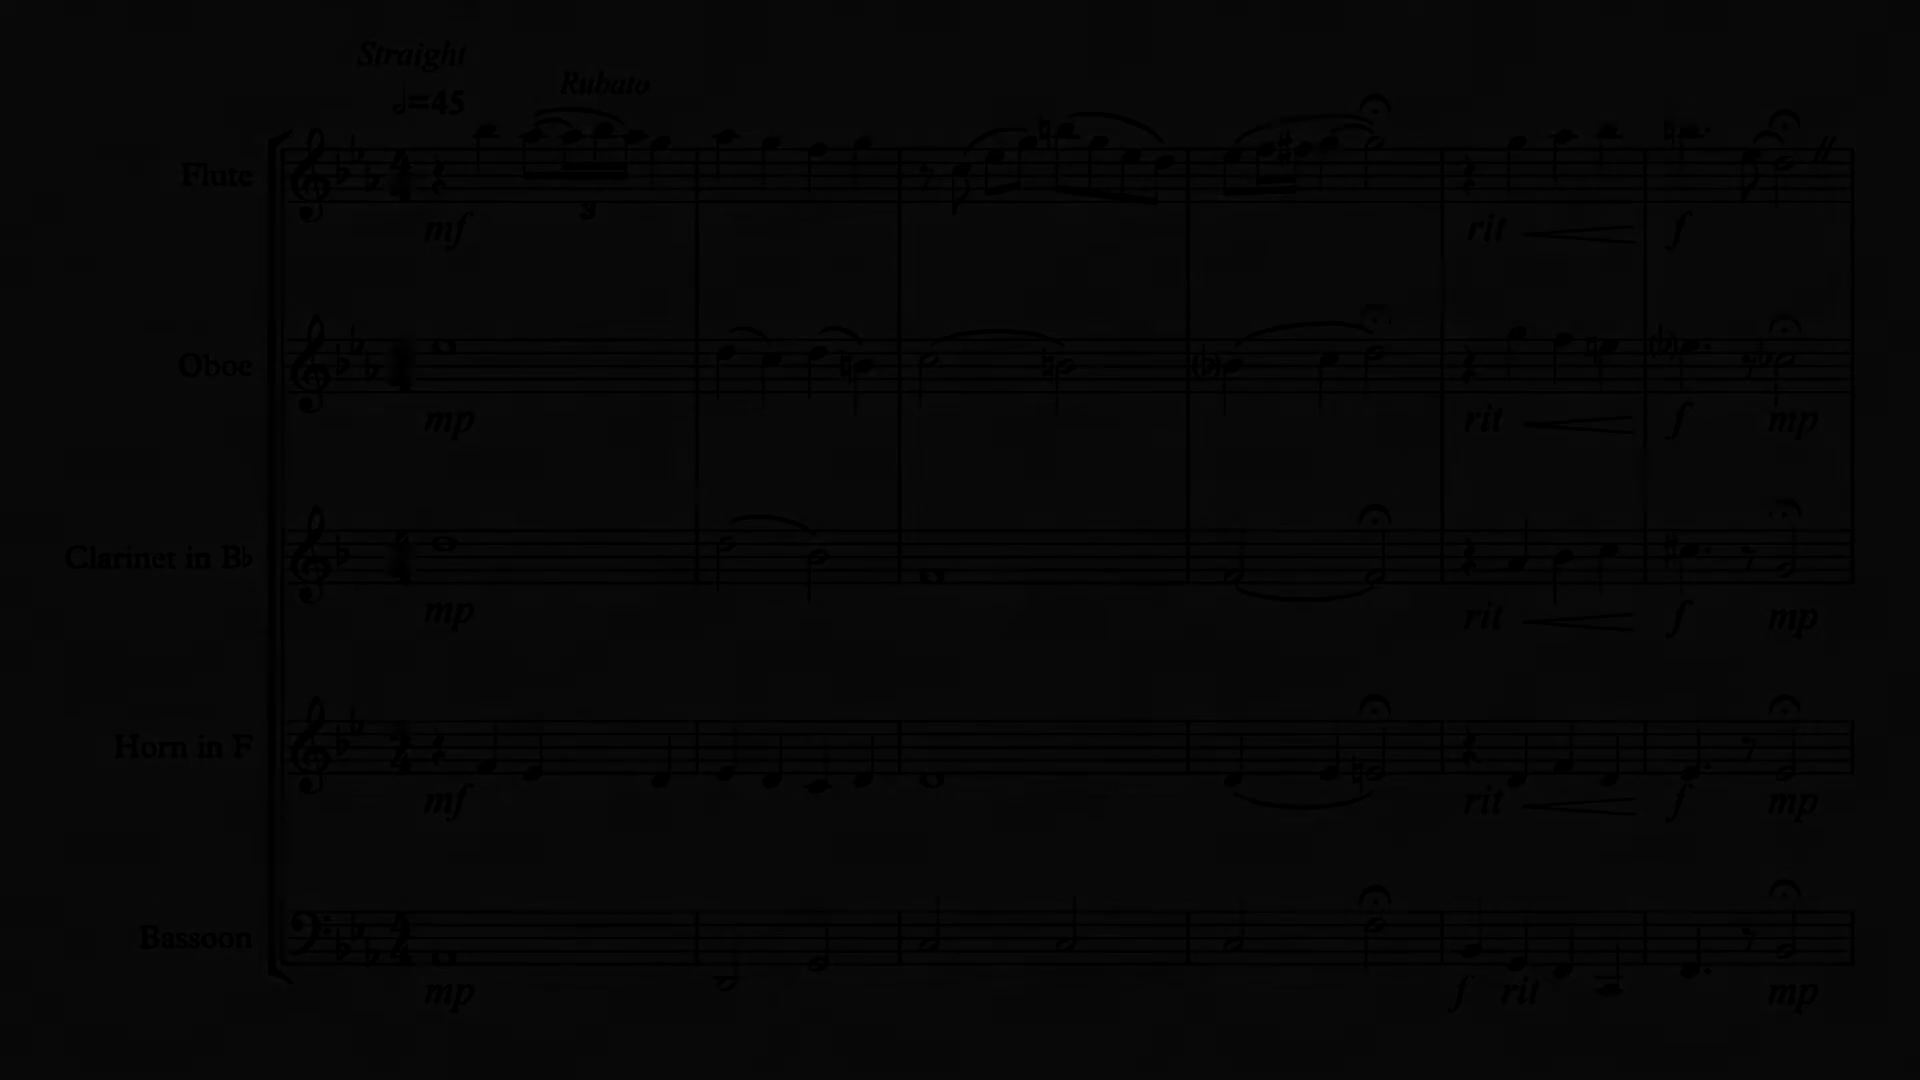 Straight
𝅗𝅥=45
Rubato
Flute
3
mf
rit
f
Oboe
mp
rit
f
mp
Clarinet in B♭
mp
rit
f
mp
Horn in F
mf
rit
f
mp
Bassoon
mp
f
rit
mp